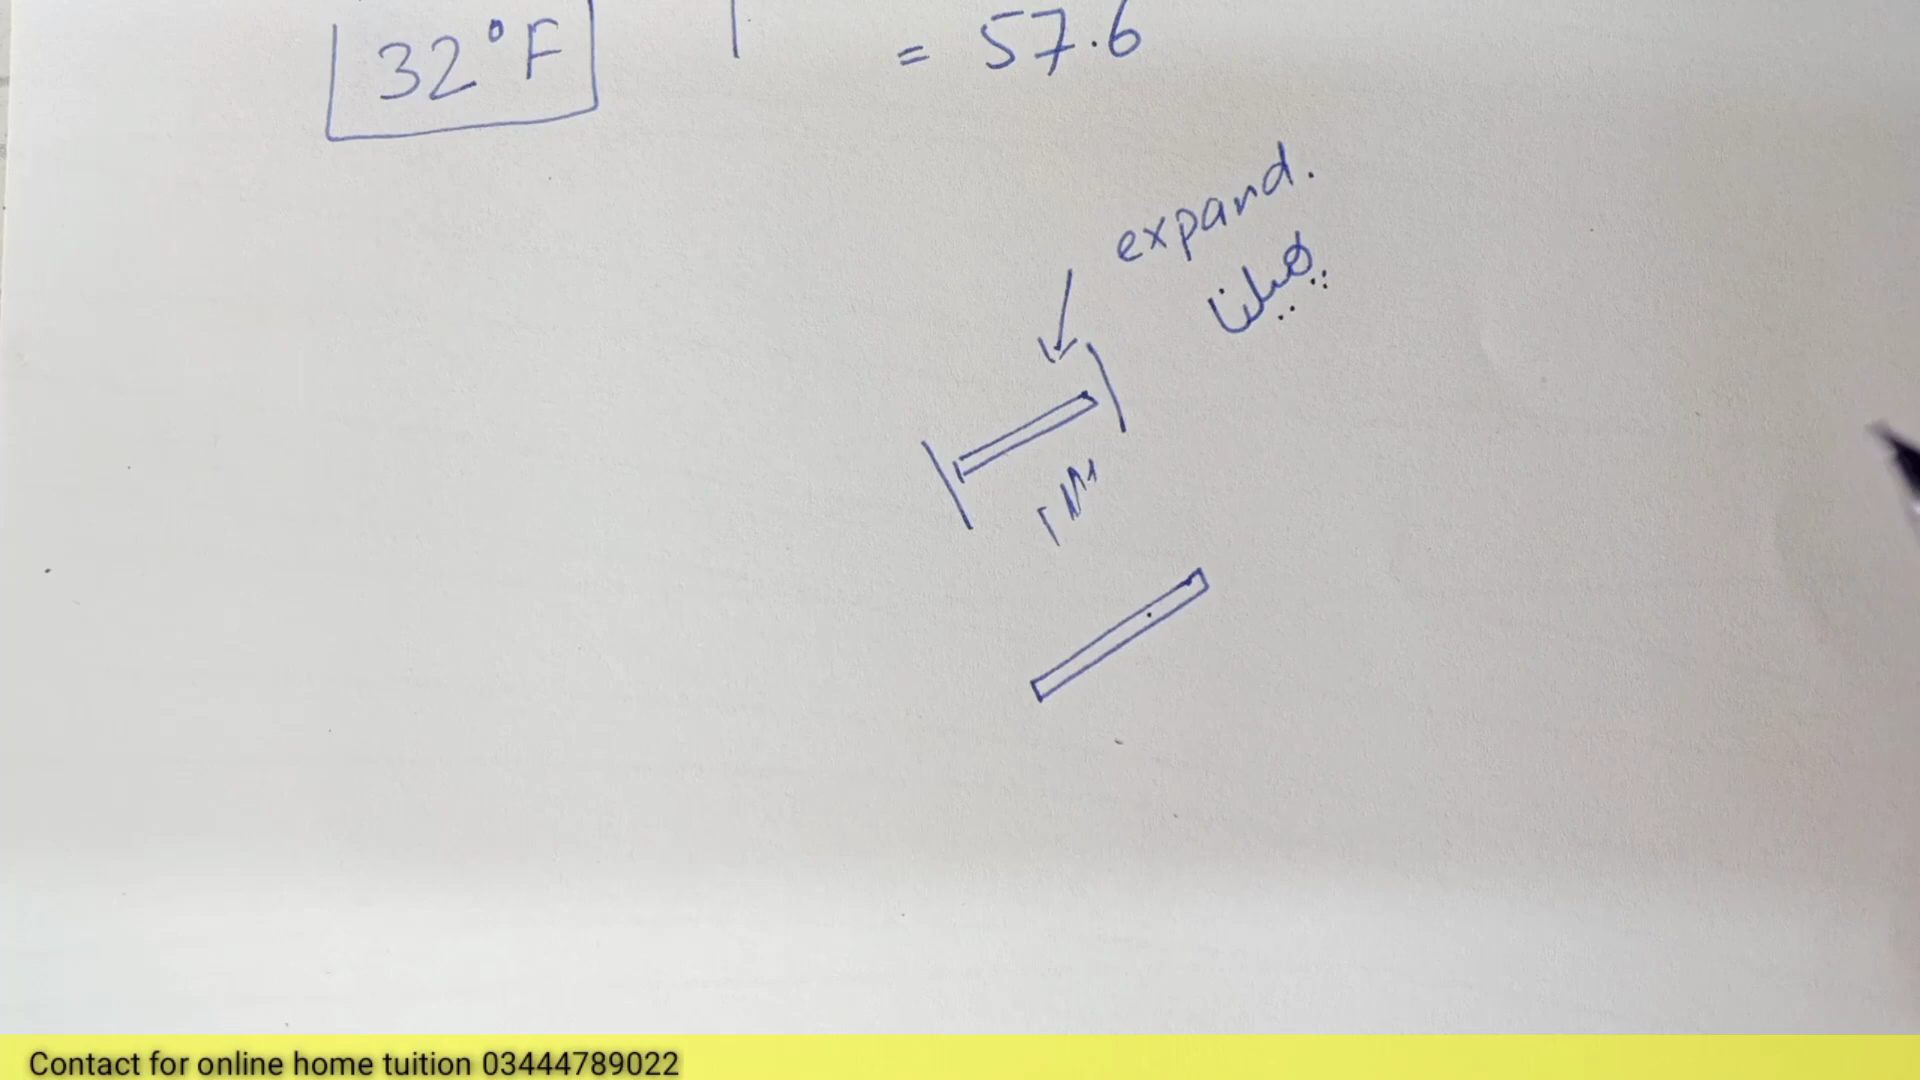 32°F
= 57.6
expand.
پھیلنا
Contact for online home tuition 03444789022